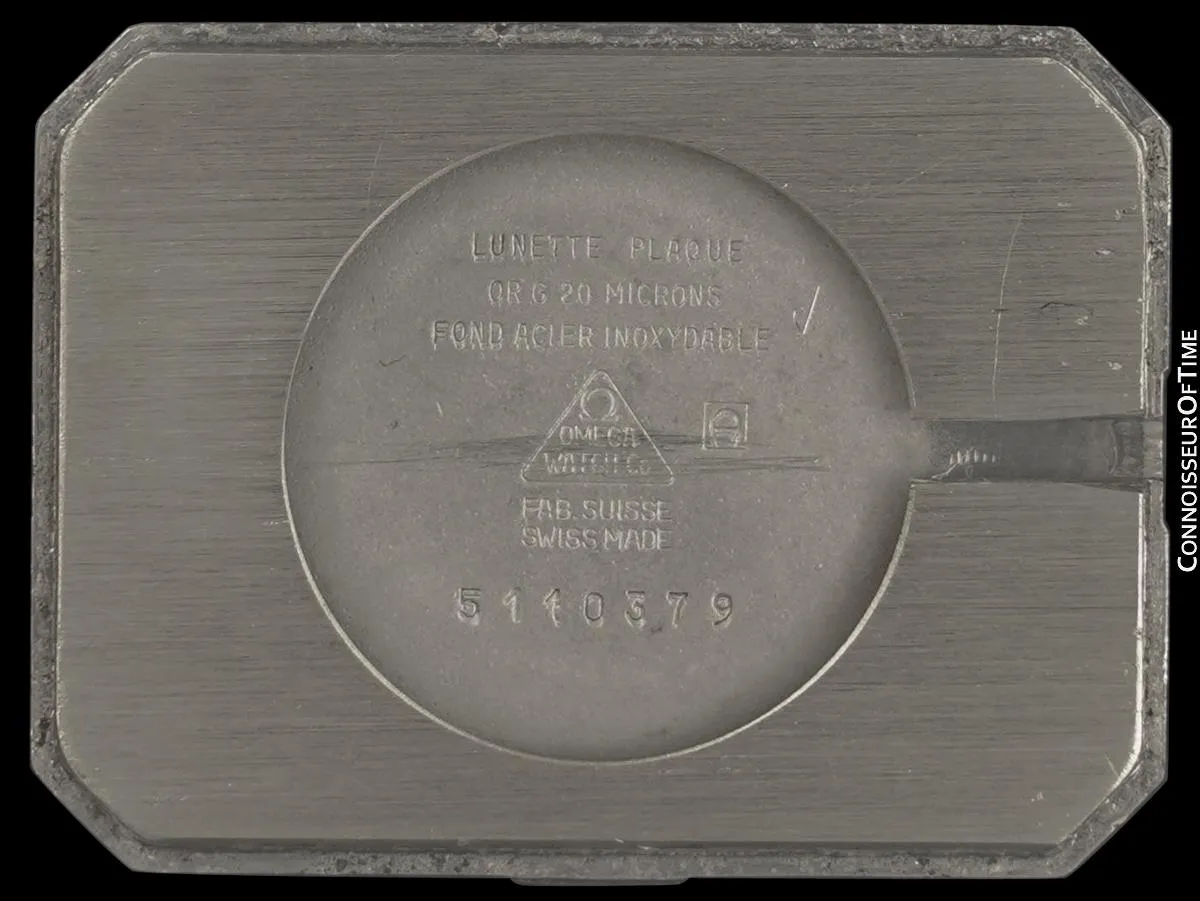 LUNETTE PLAQUE
OR G 20 MICRONS
FOND ACIER INOXYDABLE
Ω
OMEGA
WATCH Co
FAB. SUISSE
SWISS MADE
5110379
CONNOISSEUROFTIME